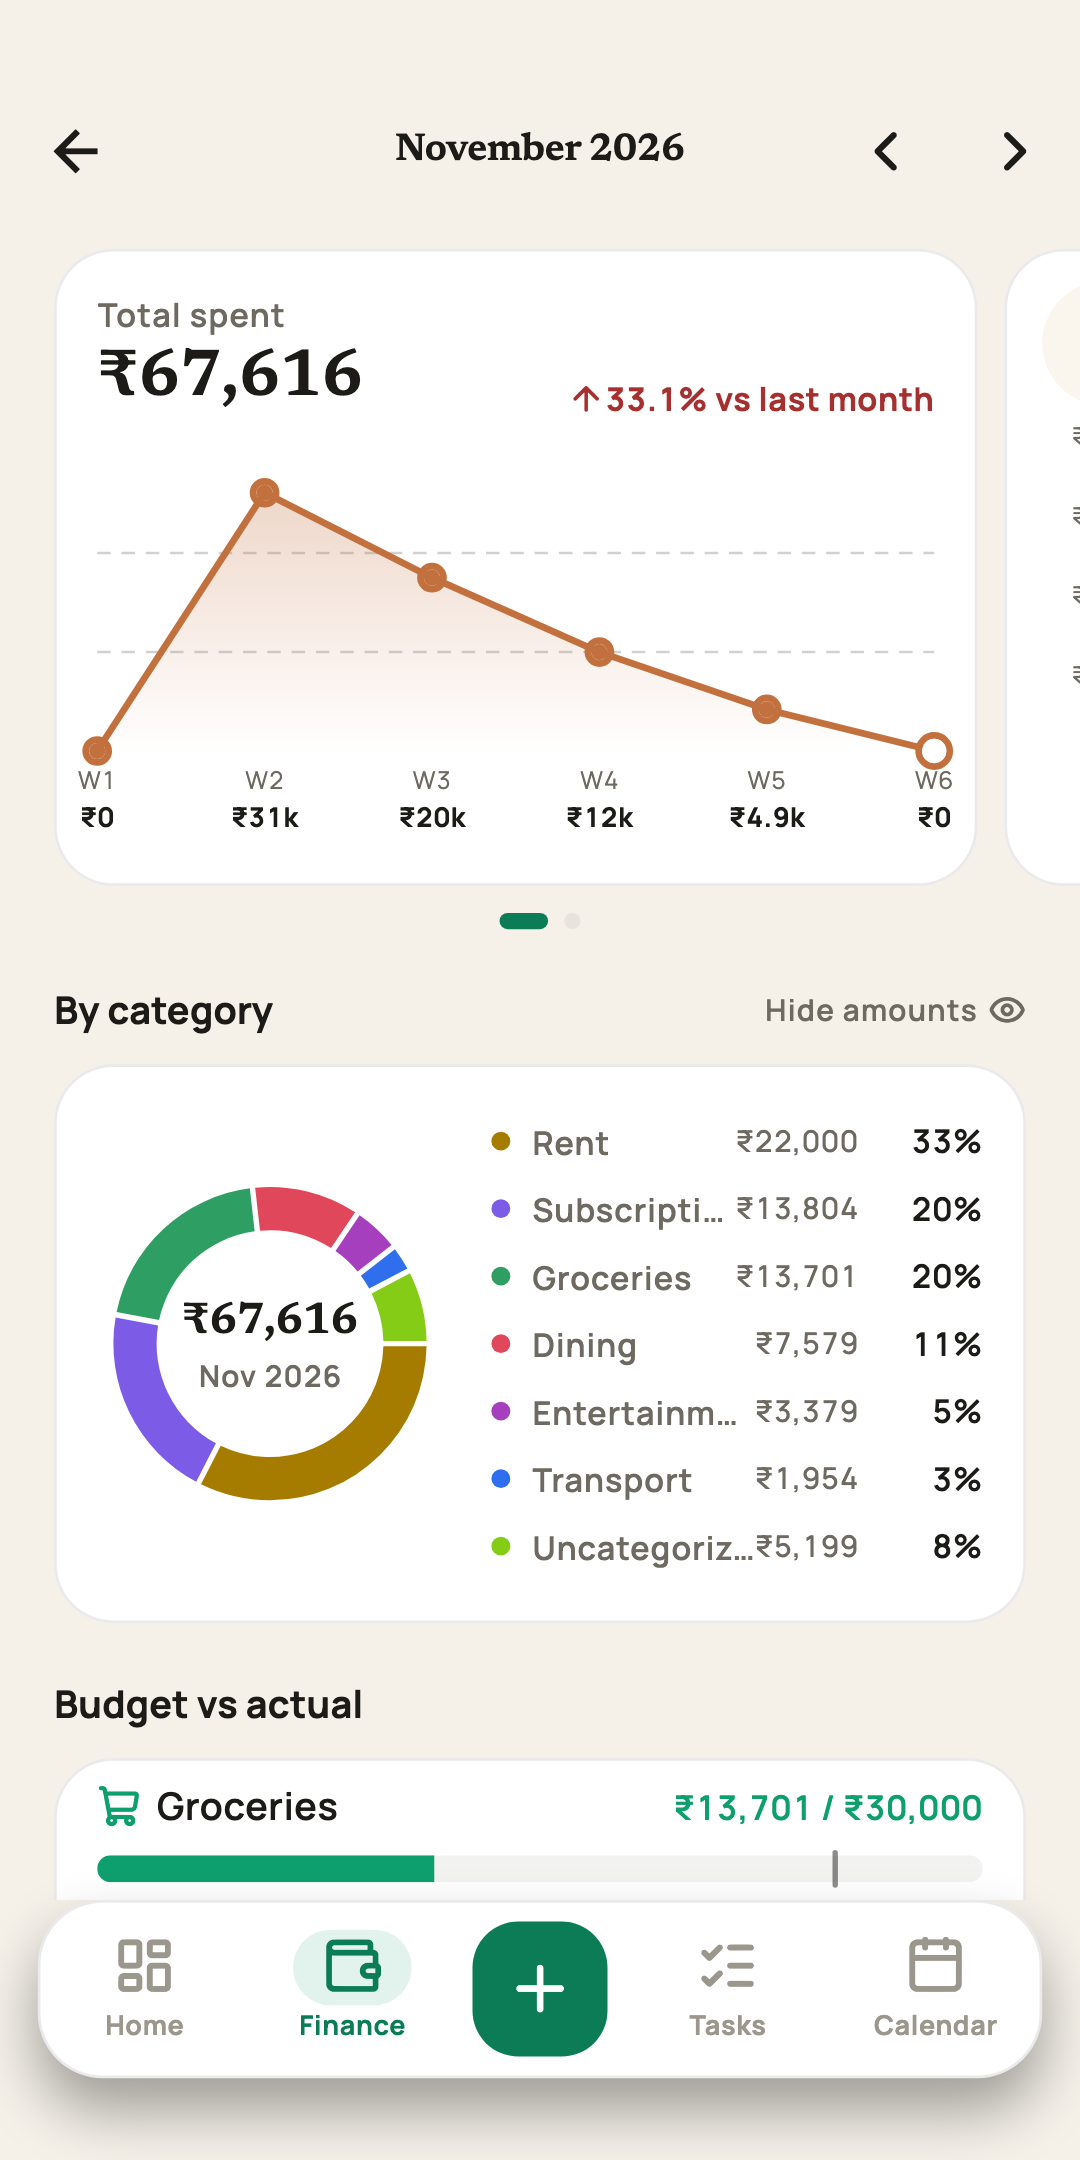 November 2026
Total spent
₹67,616
↑ 33.1% vs last month
W1 W2 W3 W4 W5 W6
₹0 ₹31k ₹20k ₹12k ₹4.9k ₹0
By category
Hide amounts
Rent ₹22,000 33%
Subscripti... ₹13,804 20%
Groceries ₹13,701 20%
Dining ₹7,579 11%
Entertainm... ₹3,379 5%
Transport ₹1,954 3%
Uncategoriz... ₹5,199 8%
₹67,616
Nov 2026
Budget vs actual
Groceries ₹13,701 / ₹30,000
Home Finance Tasks Calendar